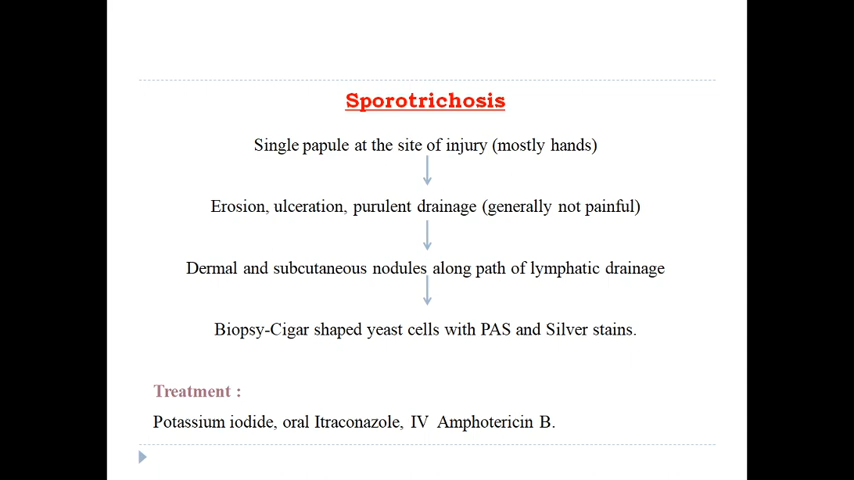 Sporotrichosis
Single papule at the site of injury (mostly hands)
Erosion, ulceration, purulent drainage (generally not painful)
Dermal and subcutaneous nodules along path of lymphatic drainage
Biopsy-Cigar shaped yeast cells with PAS and Silver stains.
Treatment :
Potassium iodide, oral Itraconazole, IV Amphotericin B.